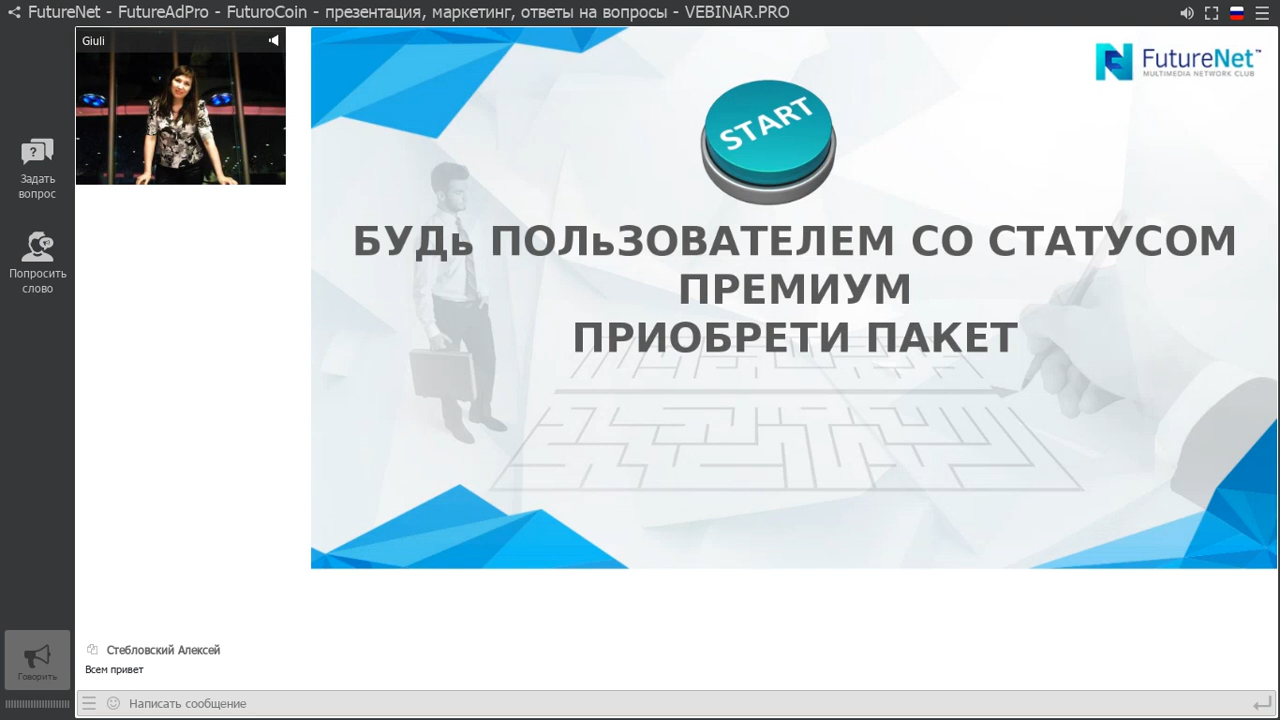 FutureNet - FutureAdPro - FuturoCoin - презентация, маркетинг, ответы на вопросы - VEBINAR.PRO
Giuli
FutureNet™
MULTIMEDIA NETWORK CLUB
START
Задать
вопрос
Попросить
слово
БУДь ПОЛьЗОВАТЕЛЕМ СО СТАТУСОМ
ПРЕМИУМ
ПРИОБРЕТИ ПАКЕТ
Стебловский Алексей
Всем привет
Говорить
Написать сообщение